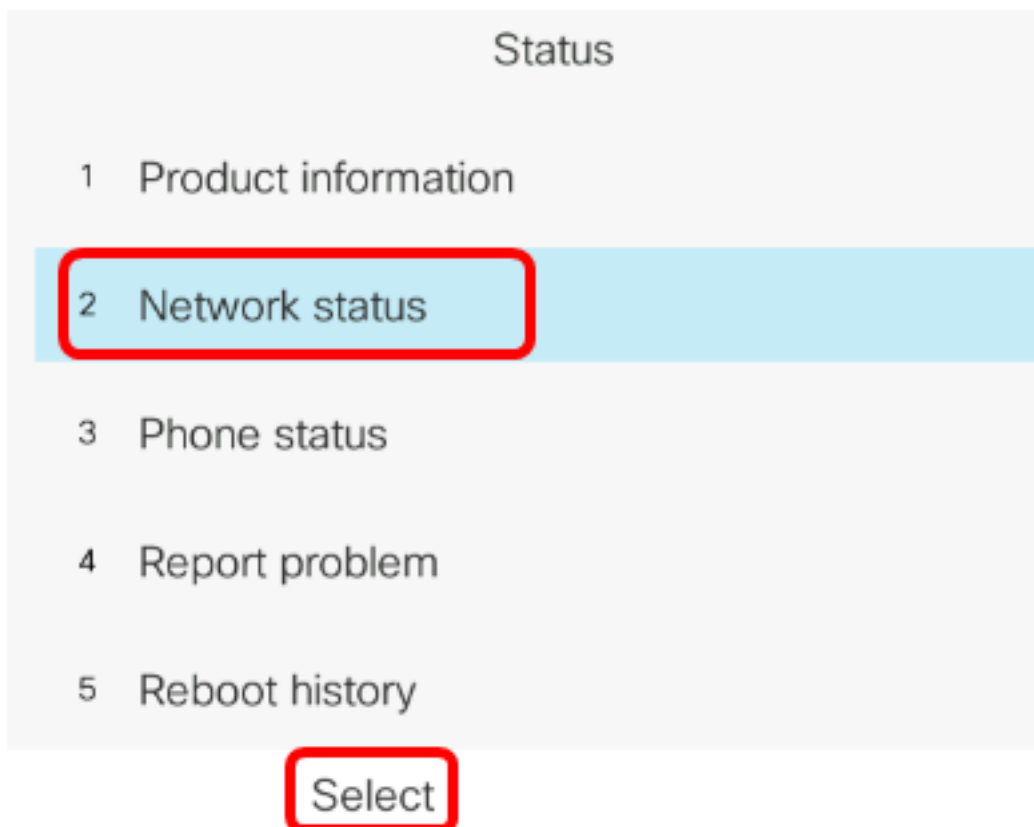 Status
1 Product information
2 Network status
3 Phone status
4 Report problem
5 Reboot history
Select